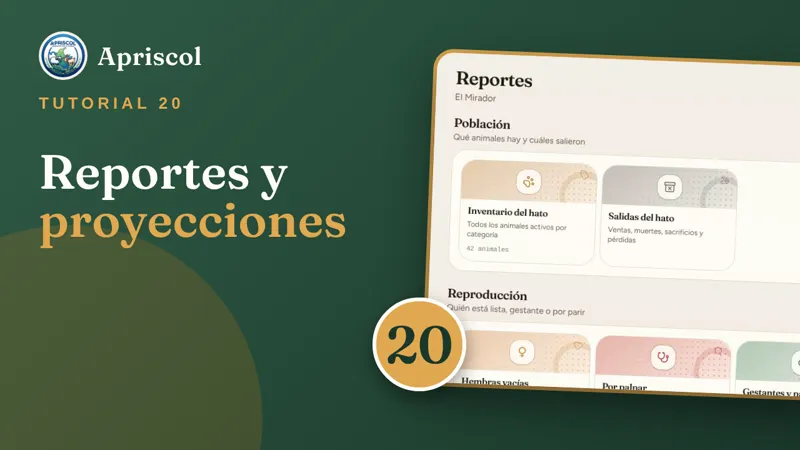 APRISCOL
Apriscol
TUTORIAL 20
Reportes y
proyecciones
Reportes
El Mirador
Población
Qué animales hay y cuáles salieron
Inventario del hato
Todos los animales activos por
categoría
42 animales
Salidas del hato
Ventas, muertes, sacrificios y
pérdidas
Reproducción
Quién está lista, gestante o por parir
20
Hembras vacías
Por palpar
Gestantes y